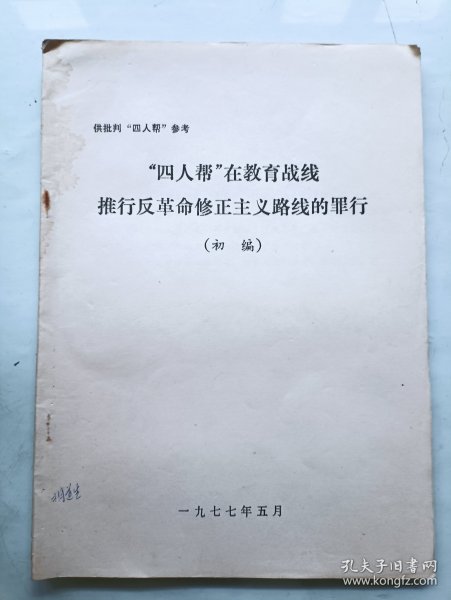 供批判“四人帮”参考
“四人帮”在教育战线
推行反革命修正主义路线的罪行
（初 编）
一九七七年五月
孔夫子旧书网
www.kongfz.com